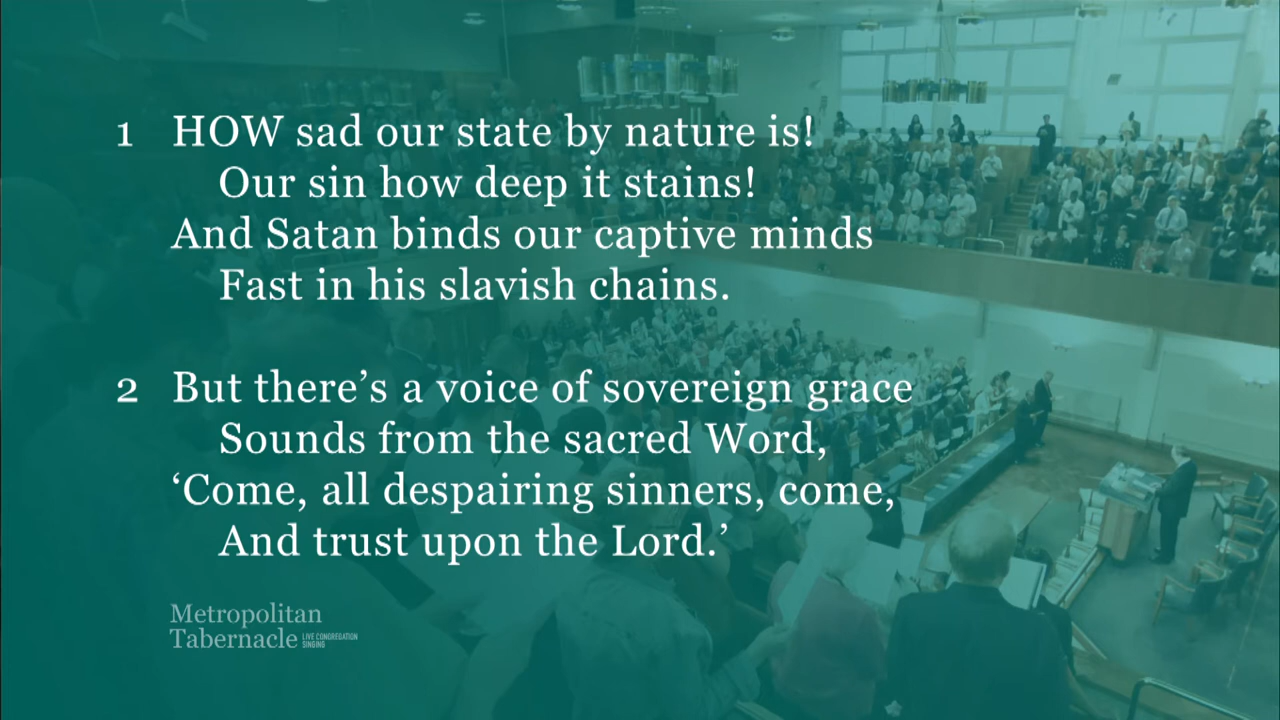 1 HOW sad our state by nature is!
Our sin how deep it stains!
And Satan binds our captive minds
Fast in his slavish chains.
2 But there’s a voice of sovereign grace
Sounds from the sacred Word,
‘Come, all despairing sinners, come,
And trust upon the Lord.’
Metropolitan
Tabernacle LIVE CONGREGATION
SINGING